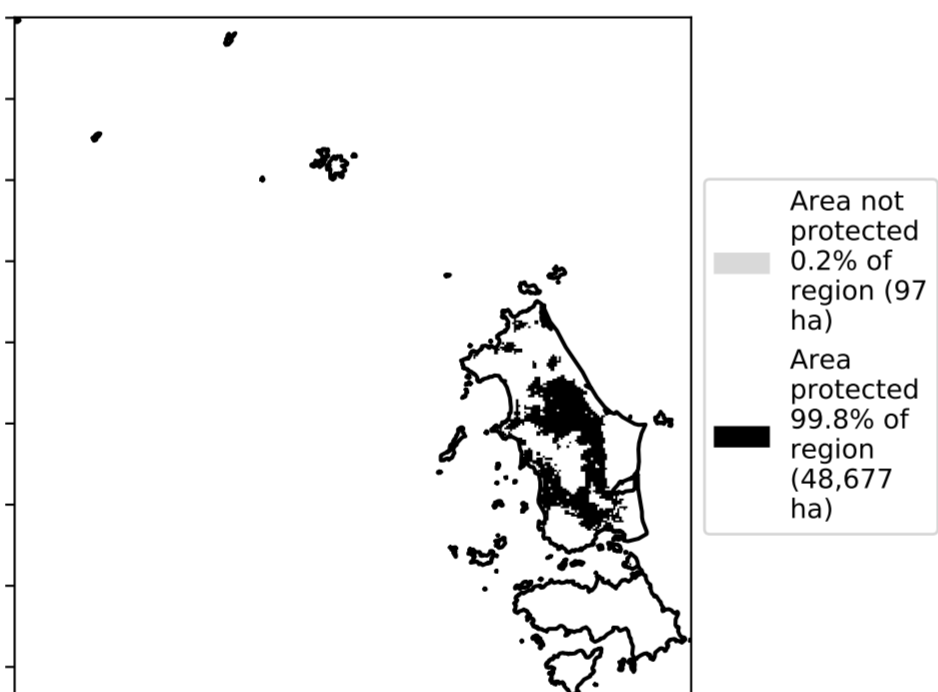 Area not
protected
0.2% of
region (97
ha)
Area
protected
99.8% of
region
(48,677
ha)